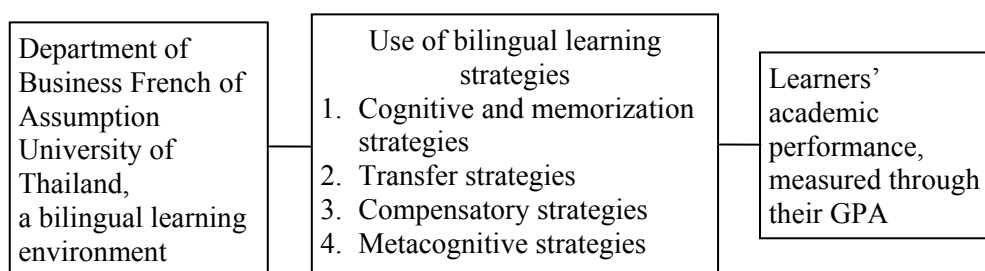 Department of
Business French of
Assumption
University of
Thailand,
a bilingual learning
environment
Use of bilingual learning
strategies
1. Cognitive and memorization
strategies
2. Transfer strategies
3. Compensatory strategies
4. Metacognitive strategies
Learners’
academic
performance,
measured through
their GPA